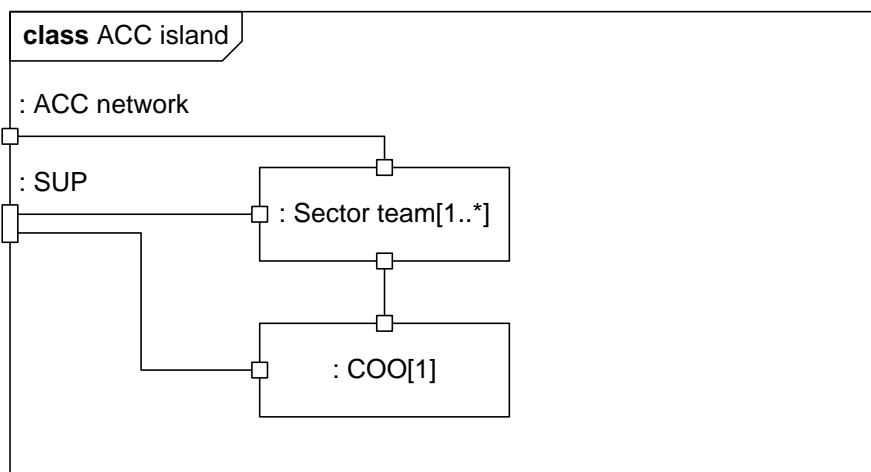 class ACC island
: ACC network
: SUP
: Sector team[1..*]
: COO[1]